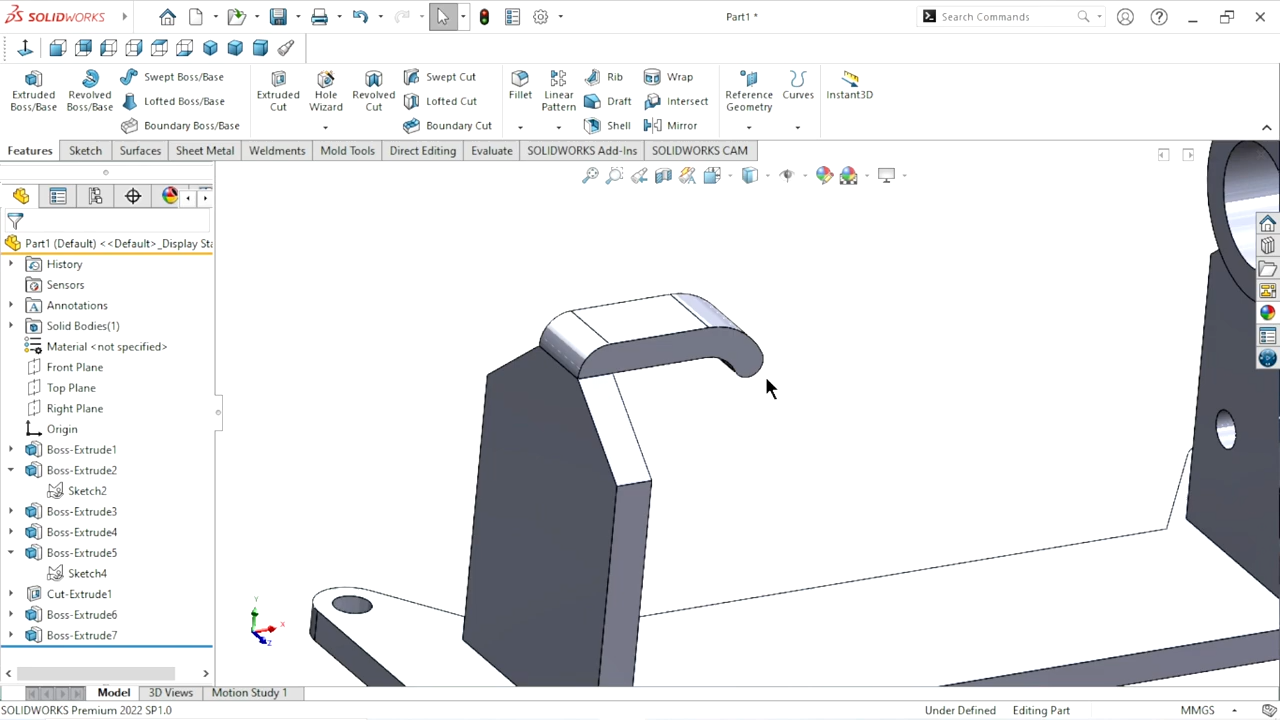 SOLIDWORKS
Part1 *
Search Commands
Extruded Boss/Base
Revolved Boss/Base
Swept Boss/Base
Lofted Boss/Base
Boundary Boss/Base
Extruded Cut
Hole Wizard
Revolved Cut
Swept Cut
Lofted Cut
Boundary Cut
Fillet
Linear Pattern
Rib
Draft
Shell
Wrap
Intersect
Mirror
Reference Geometry
Curves
Instant3D
Features
Sketch
Surfaces
Sheet Metal
Weldments
Mold Tools
Direct Editing
Evaluate
SOLIDWORKS Add-Ins
SOLIDWORKS CAM
Part1 (Default) <<Default>_Display Sta
History
Sensors
Annotations
Solid Bodies(1)
Material <not specified>
Front Plane
Top Plane
Right Plane
Origin
Boss-Extrude1
Boss-Extrude2
Sketch2
Boss-Extrude3
Boss-Extrude4
Boss-Extrude5
Sketch4
Cut-Extrude1
Boss-Extrude6
Boss-Extrude7
Y
X
Z
Model
3D Views
Motion Study 1
SOLIDWORKS Premium 2022 SP1.0
Under Defined
Editing Part
MMGS